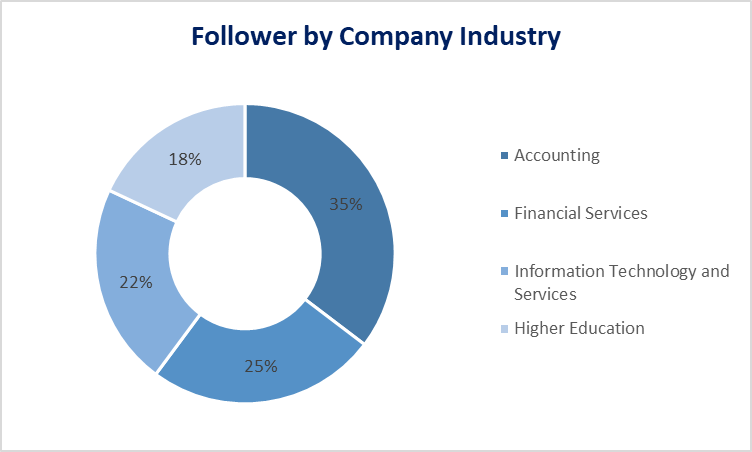 Follower by Company Industry
18%
35%
22%
25%
Accounting
Financial Services
Information Technology and
Services
Higher Education